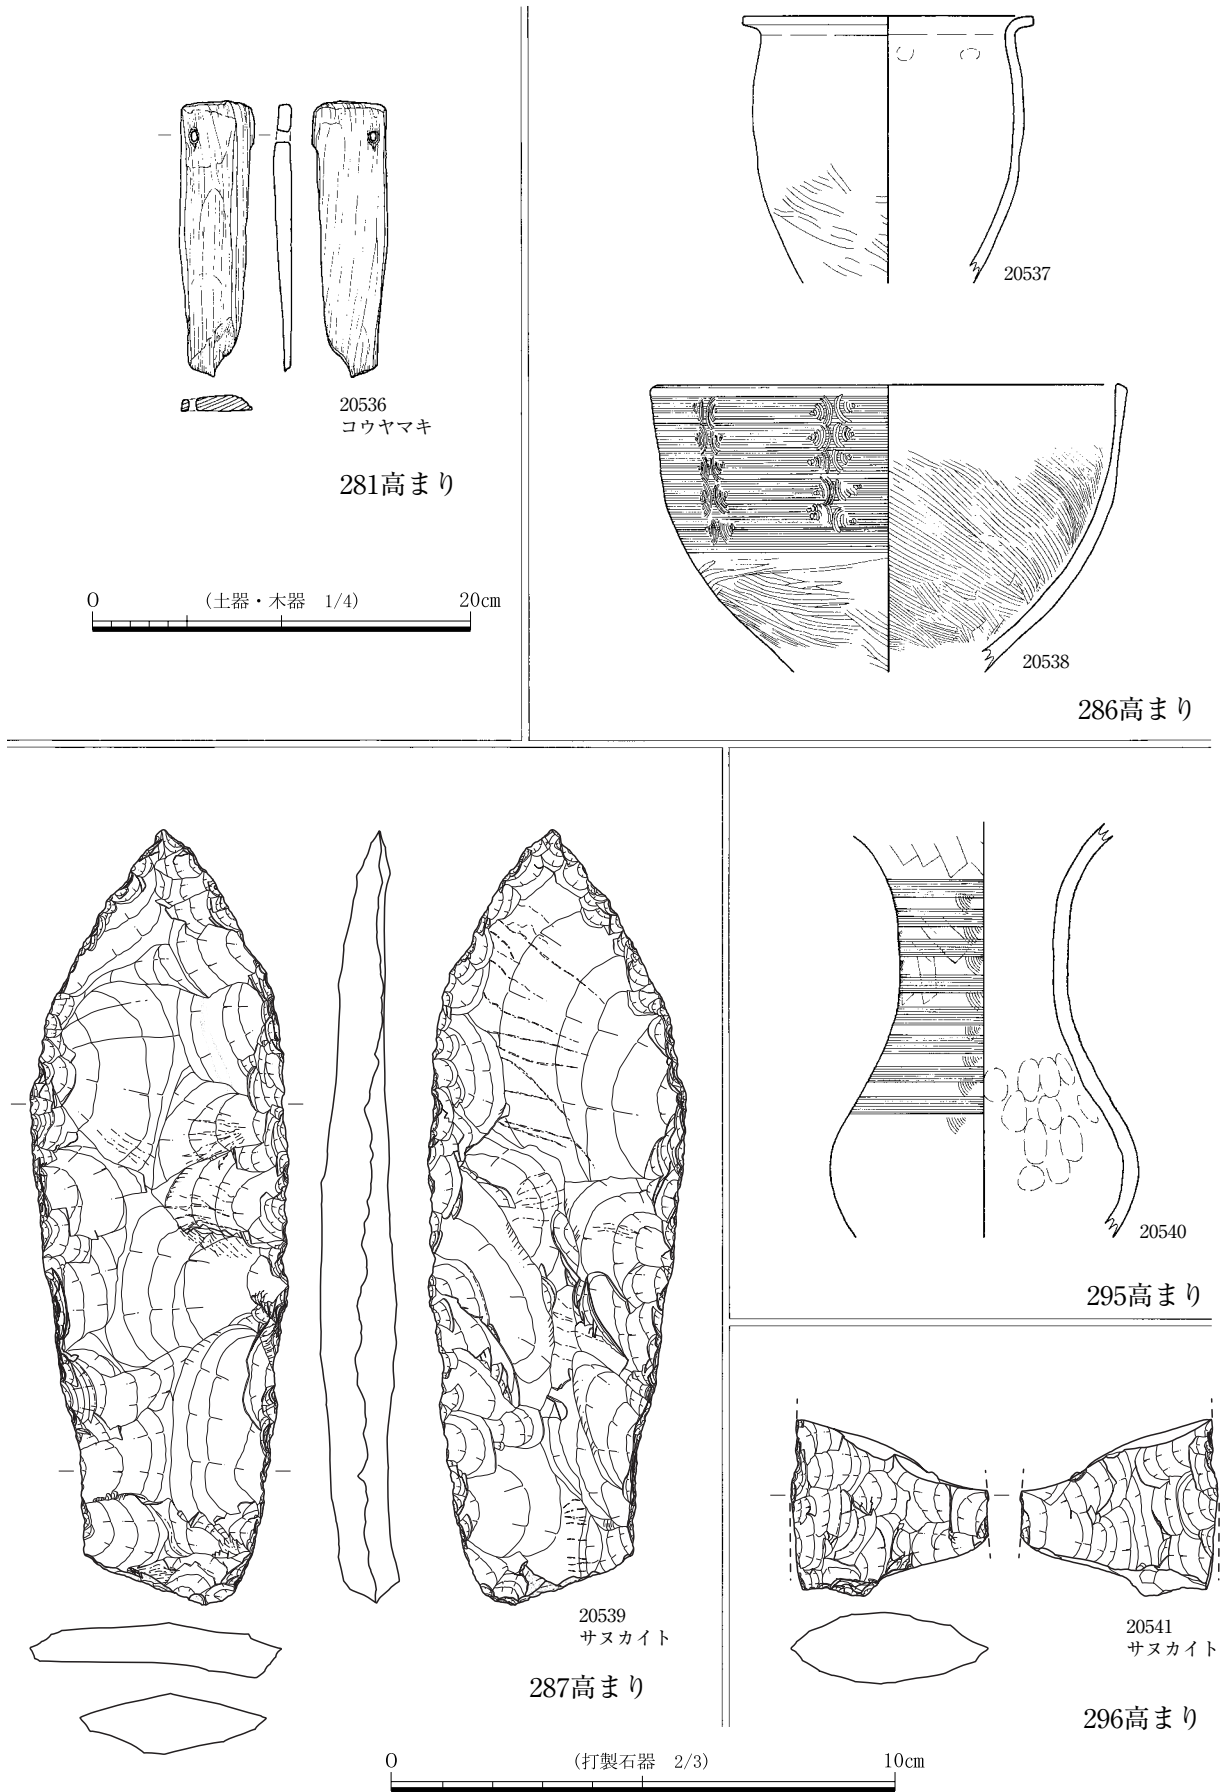 20536
コウヤマキ
281高まり
0 (土器・木器 1/4) 20cm
20537
20538
286高まり
20539
サヌカイト
287高まり
20540
295高まり
20541
サヌカイト
296高まり
0 (打製石器 2/3) 10cm